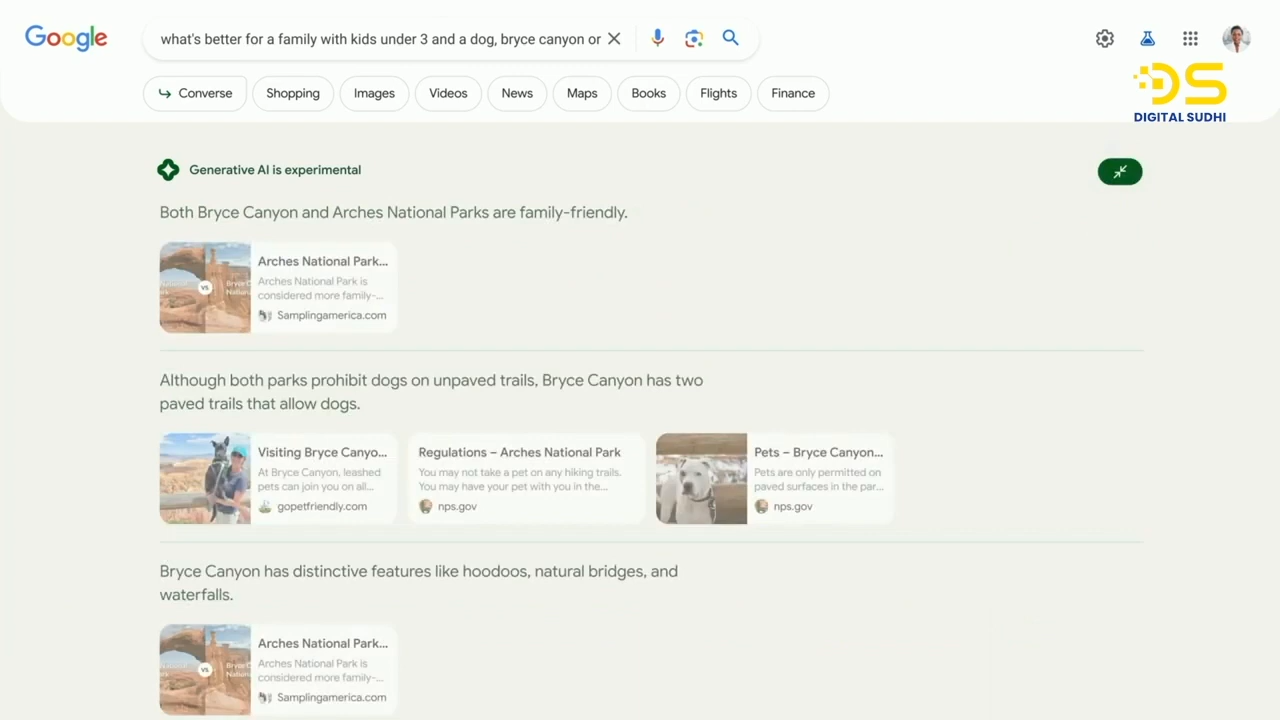 Google
what's better for a family with kids under 3 and a dog, bryce canyon or
Converse
Shopping
Images
Videos
News
Maps
Books
Flights
Finance
DS
DIGITAL SUDHI
Generative AI is experimental
Both Bryce Canyon and Arches National Parks are family-friendly.
Arches National Park...
Arches National Park is
considered more family-...
Samplingamerica.com
vs
Although both parks prohibit dogs on unpaved trails, Bryce Canyon has two
paved trails that allow dogs.
Visiting Bryce Canyo...
At Bryce Canyon, leashed
pets can join you on all...
gopetfriendly.com
Regulations – Arches National Park
You may not take a pet on any hiking trails.
You may have your pet with you in the...
nps.gov
Pets – Bryce Canyon...
Pets are only permitted on
paved surfaces in the par...
nps.gov
Bryce Canyon has distinctive features like hoodoos, natural bridges, and
waterfalls.
Arches National Park...
Arches National Park is
considered more family-...
Samplingamerica.com
vs